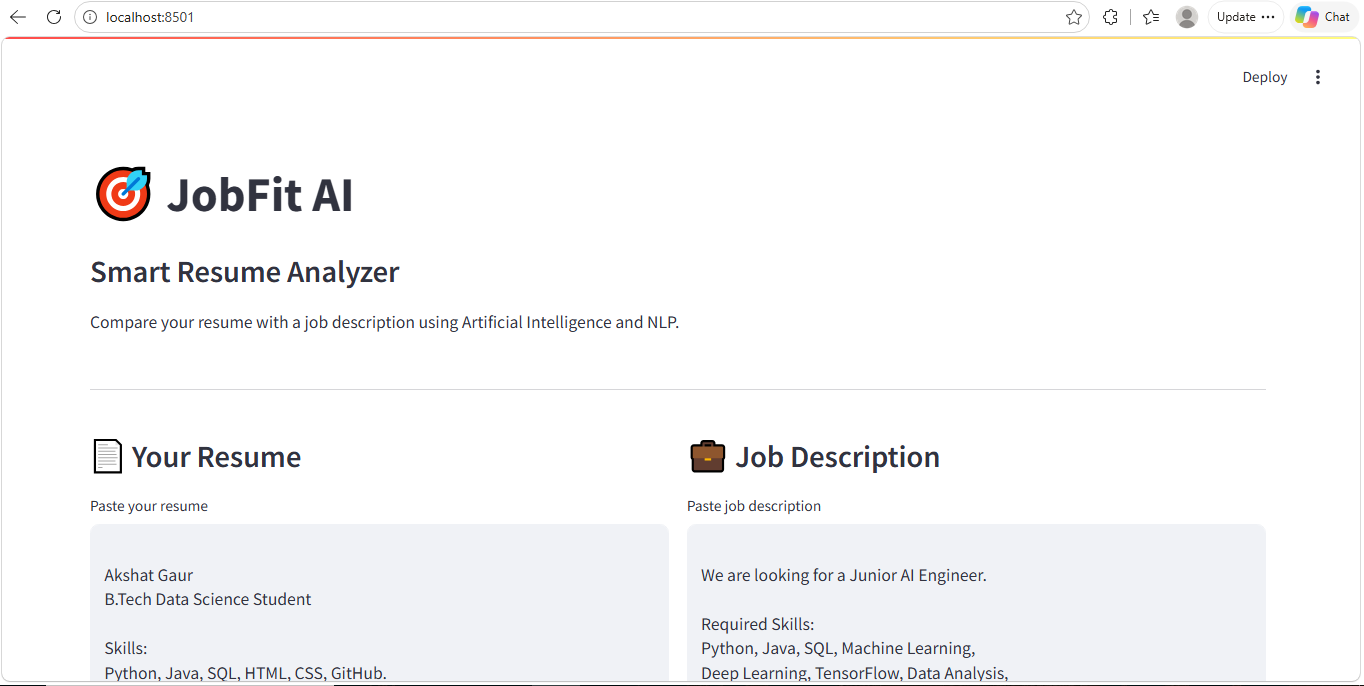 localhost:8501
Update
Chat
Deploy
JobFit AI
Smart Resume Analyzer
Compare your resume with a job description using Artificial Intelligence and NLP.
Your Resume
Paste your resume
Akshat Gaur
B.Tech Data Science Student
Skills:
Python, Java, SQL, HTML, CSS, GitHub.
Job Description
Paste job description
We are looking for a Junior AI Engineer.
Required Skills:
Python, Java, SQL, Machine Learning,
Deep Learning, TensorFlow, Data Analysis,